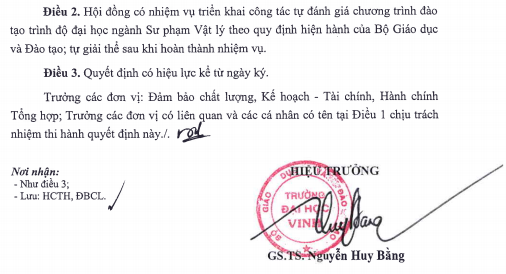 Điều 2. Hội đồng có nhiệm vụ triển khai công tác tự đánh giá chương trình đào
tạo trình độ đại học ngành Sư phạm Vật lý theo quy định hiện hành của Bộ Giáo dục
và Đào tạo; tự giải thể sau khi hoàn thành nhiệm vụ.
Điều 3. Quyết định có hiệu lực kể từ ngày ký.
Trưởng các đơn vị: Đảm bảo chất lượng, Kế hoạch - Tài chính, Hành chính
Tổng hợp; Trưởng các đơn vị có liên quan và các cá nhân có tên tại Điều 1 chịu trách
nhiệm thi hành quyết định này./.
Nơi nhận:
- Như điều 3;
- Lưu: HCTH, ĐBCL.
HIỆU TRƯỞNG
TRƯỜNG
ĐẠI HỌC
VINH
GS.TS. Nguyễn Huy Bằng